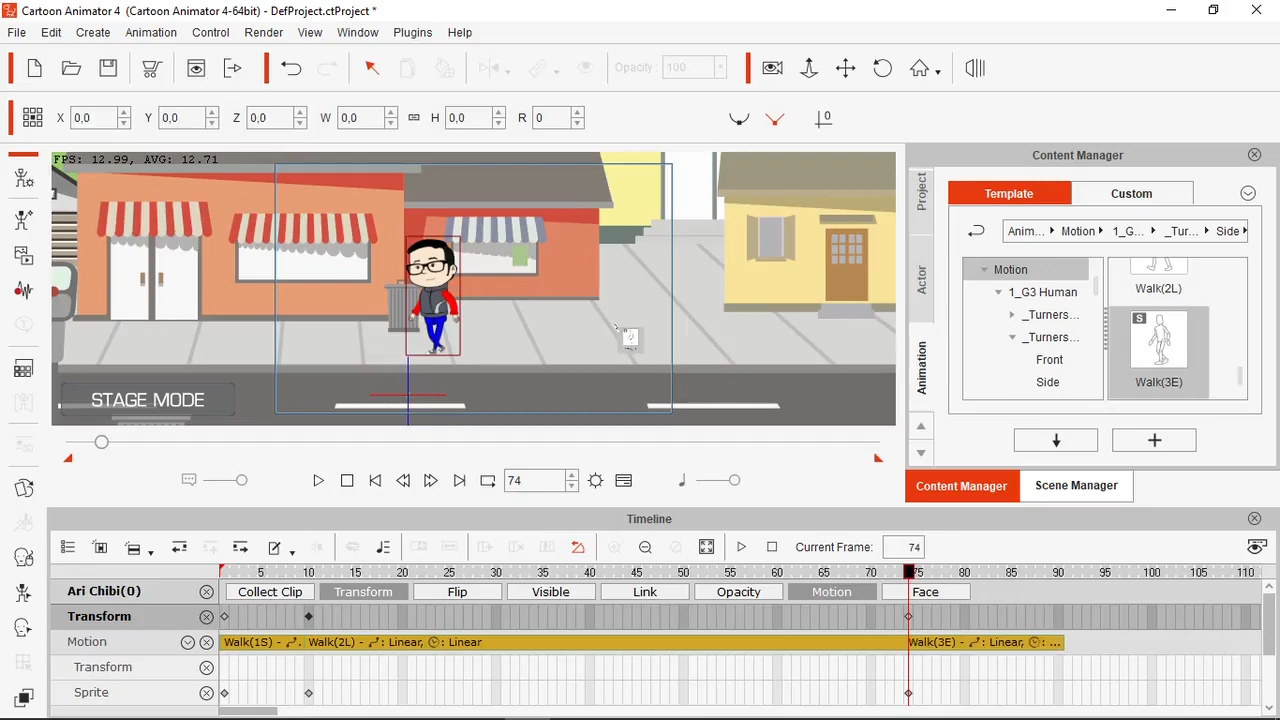 Cartoon Animator 4 (Cartoon Animator 4-64bit) - DefProject.ctProject *
File Edit Create Animation Control Render View Window Plugins Help
Opacity : 100
X 0,0 Y 0,0 Z 0,0 W 0,0 H 0,0 R 0
FPS: 12.99, AVG: 12.71
STAGE MODE
Content Manager
Project
Actor
Animation
Template Custom
Anim... Motion 1_G... _Tur... Side
Motion
1_G3 Human
_Turners...
_Turners...
Front
Side
Walk(2L)
S
Walk(3E)
Content Manager Scene Manager
74
Timeline
Current Frame: 74
5 10 15 20 25 30 35 40 45 50 55 60 65 70 75 80 85 90 95 100 105 110
Ari Chibi(0) Collect Clip Transform Flip Visible Link Opacity Motion Face
Transform
Motion Walk(1S) - . Walk(2L) - : Linear, : Linear Walk(3E) - : Linear, : ...
Transform
Sprite